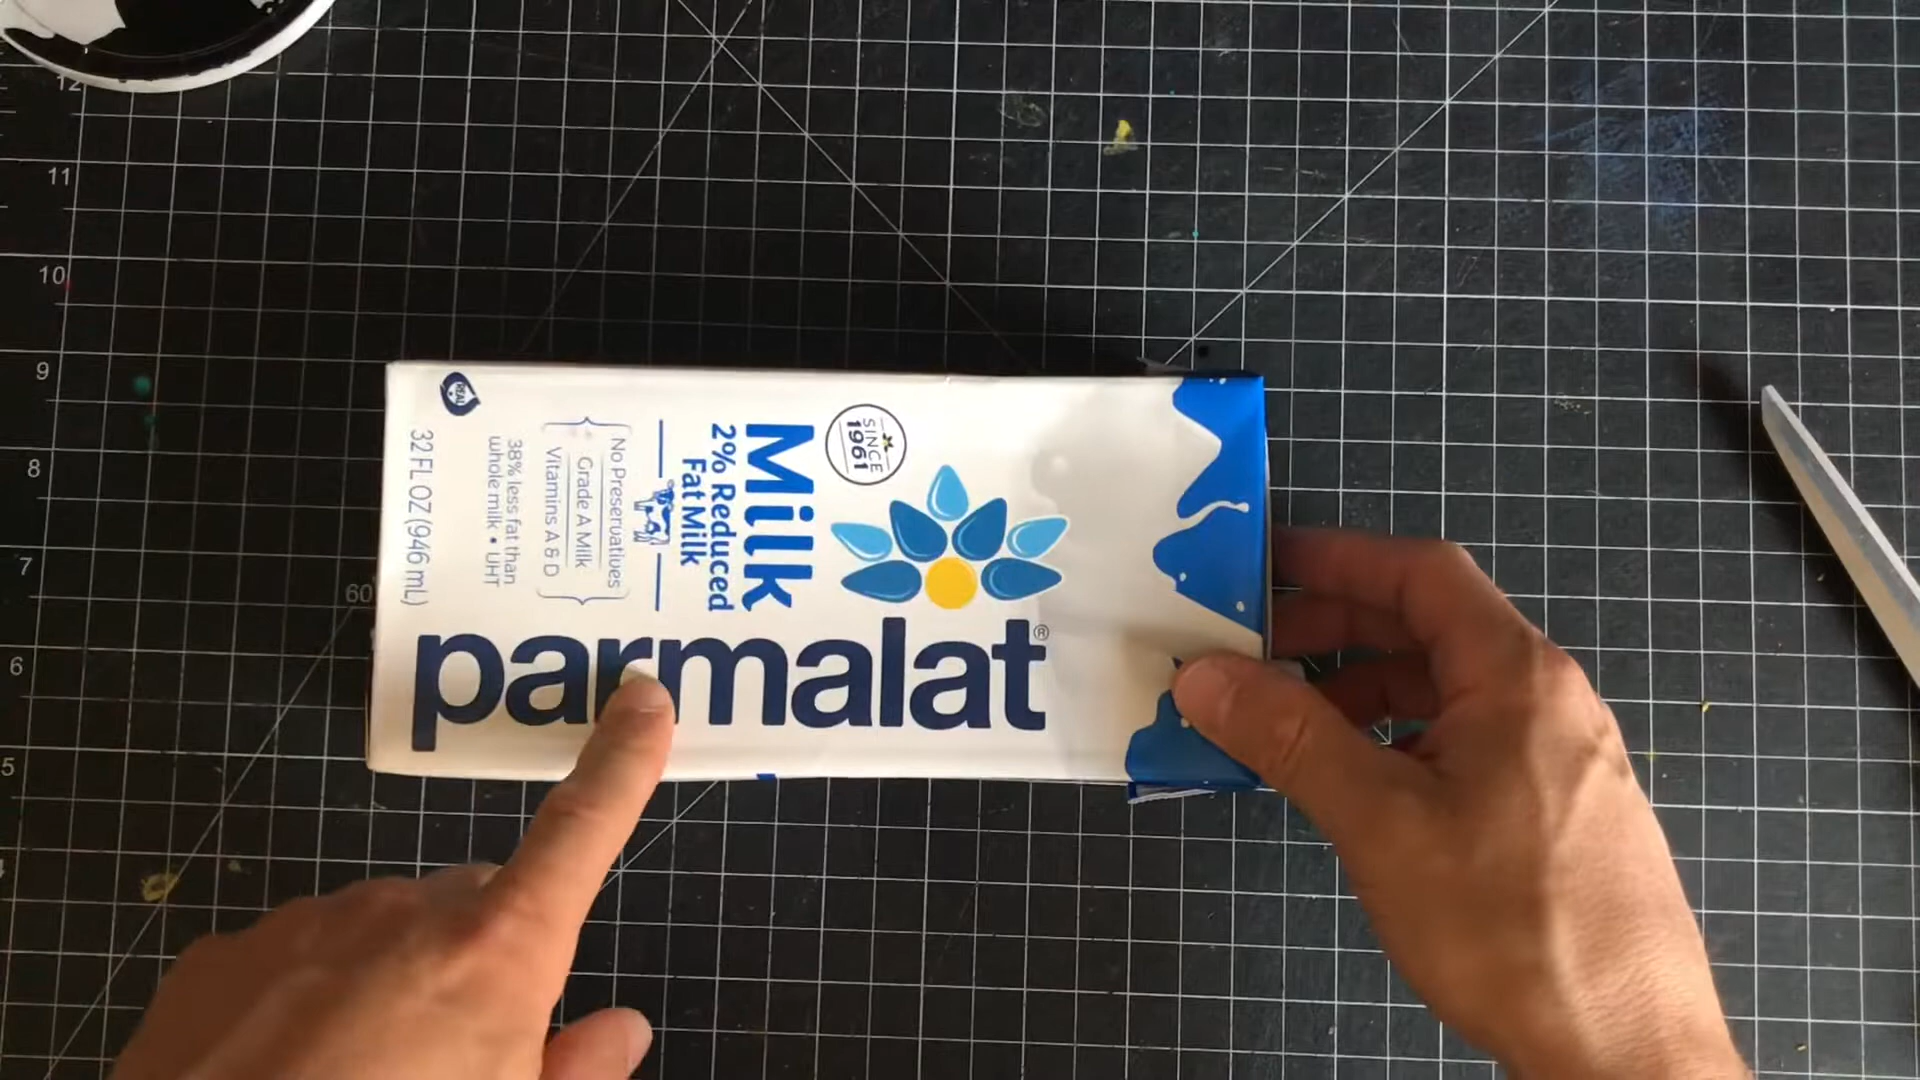 12
11
10
9
8
7
60
6
5
REAL
SINCE
1961
Milk
2% Reduced
Fat Milk
No Preservatives
Grade A Milk
Vitamins A & D
38% less fat than
whole milk • UHT
32 FL OZ (946 mL)
parmalat®